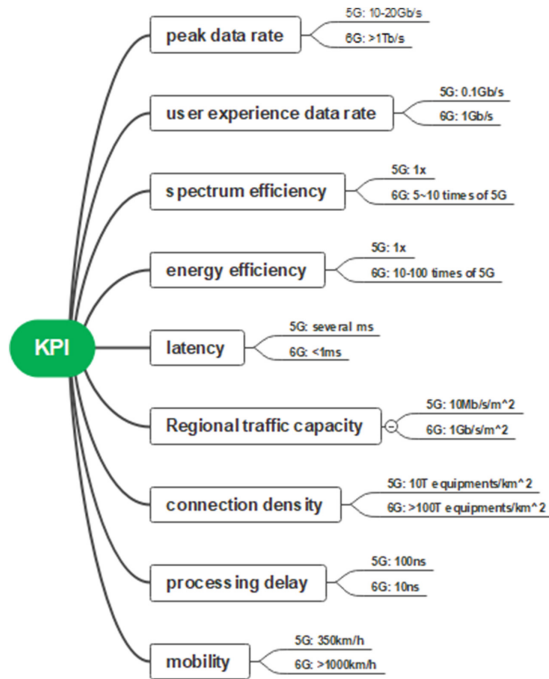 peak data rate
5G: 10-20Gb/s
6G: >1Tb/s
user experience data rate
5G: 0.1Gb/s
6G: 1Gb/s
spectrum efficiency
5G: 1x
6G: 5~10 times of 5G
energy efficiency
5G: 1x
6G: 10-100 times of 5G
KPI
latency
5G: several ms
6G: <1ms
Regional traffic capacity
5G: 10Mb/s/m^2
6G: 1Gb/s/m^2
connection density
5G: 10T equipments/km^2
6G: >100T equipments/km^2
processing delay
5G: 100ns
6G: 10ns
mobility
5G: 350km/h
6G: >1000km/h